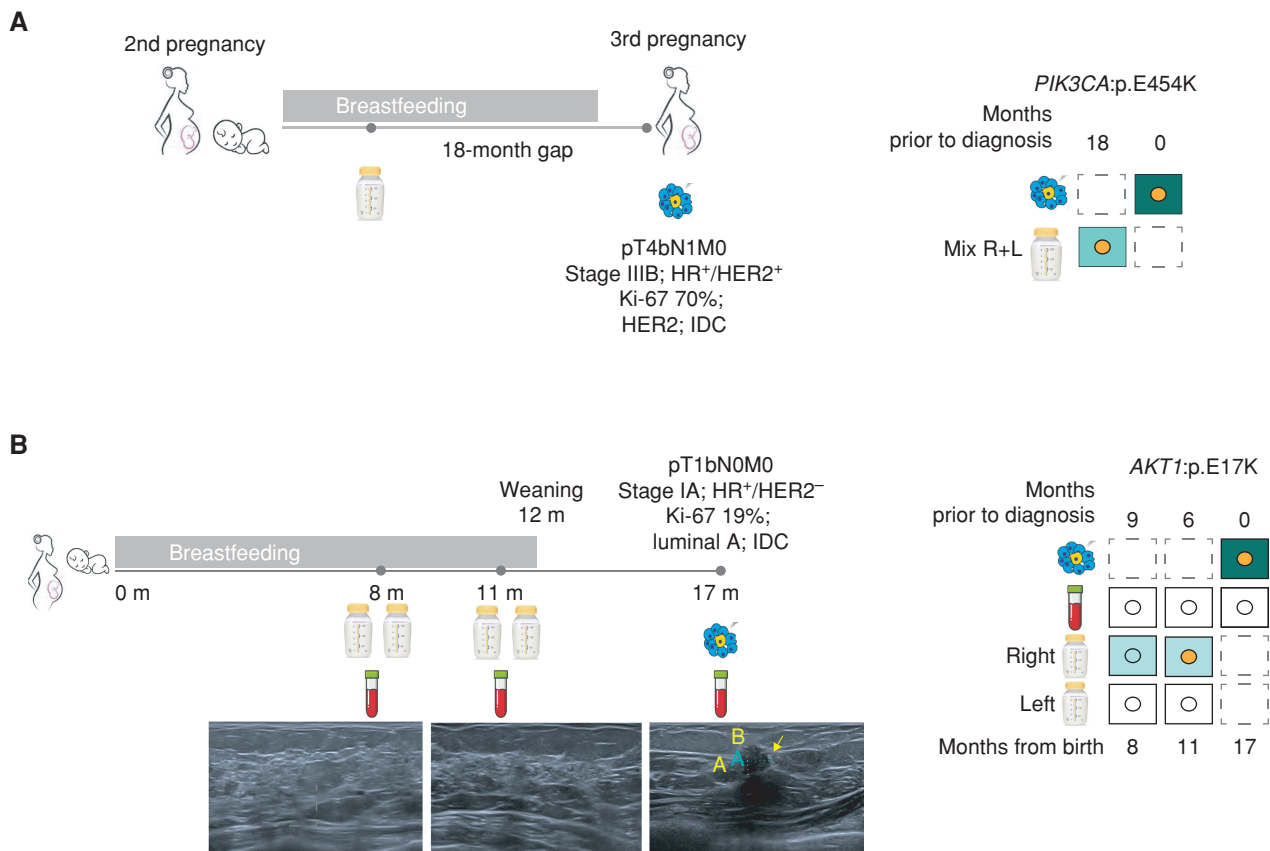 A
2nd pregnancy
3rd pregnancy
Breastfeeding
18-month gap
pT4bN1M0
Stage IIIB; HR⁺/HER2⁺
Ki-67 70%;
HER2; IDC
PIK3CA:p.E454K
Months
prior to diagnosis
18 0
Mix R+L
B
Weaning
12 m
pT1bN0M0
Stage IA; HR⁺/HER2⁻
Ki-67 19%;
luminal A; IDC
Breastfeeding
0 m 8 m 11 m 17 m
B
A A
AKT1:p.E17K
Months
prior to diagnosis
9 6 0
Right
Left
Months from birth 8 11 17